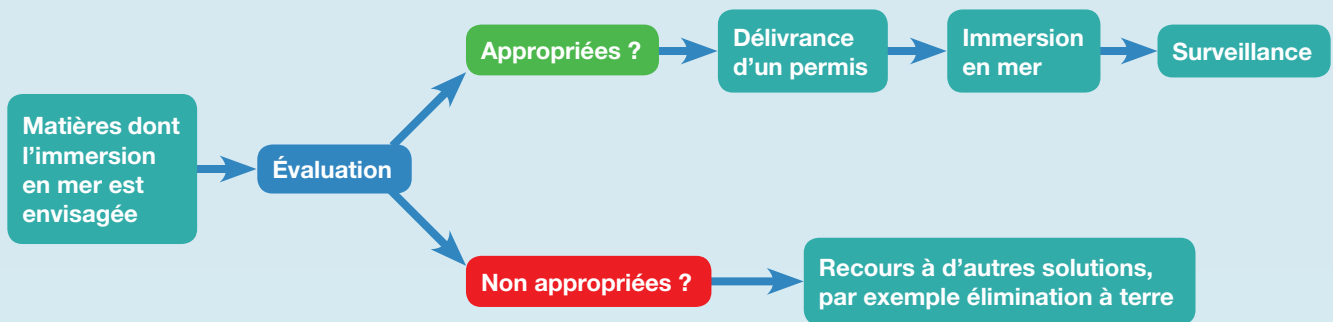 Matières dont
l'immersion
en mer est
envisagée
Évaluation
Appropriées ?
Délivrance
d'un permis
Immersion
en mer
Surveillance
Non appropriées ?
Recours à d'autres solutions,
par exemple élimination à terre